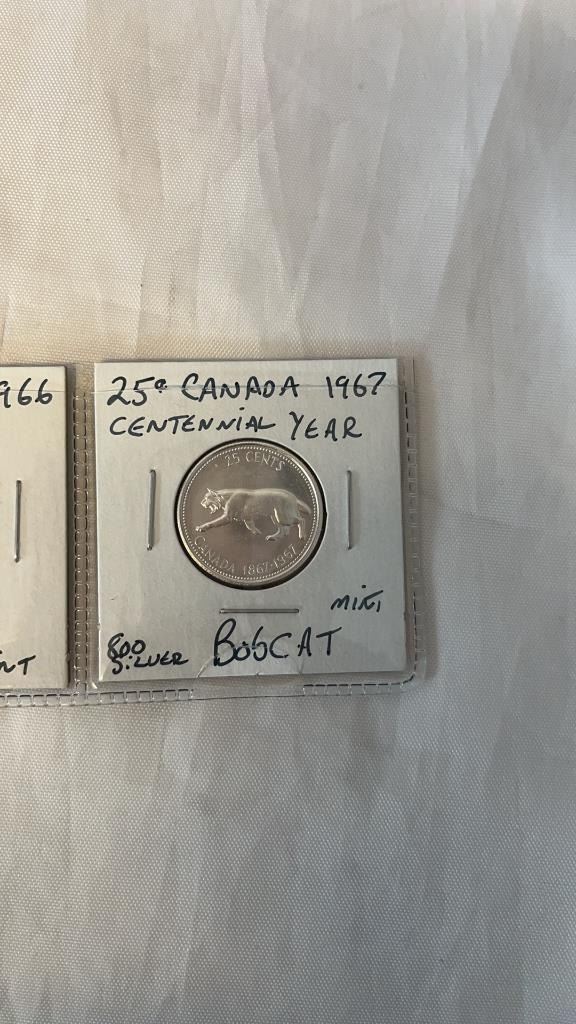 966
NT
25¢ CANADA 1967
CENTENNIAL YEAR
25 CENTS
CANADA 1867-1967
MINT
800 BOBCAT
SILVER